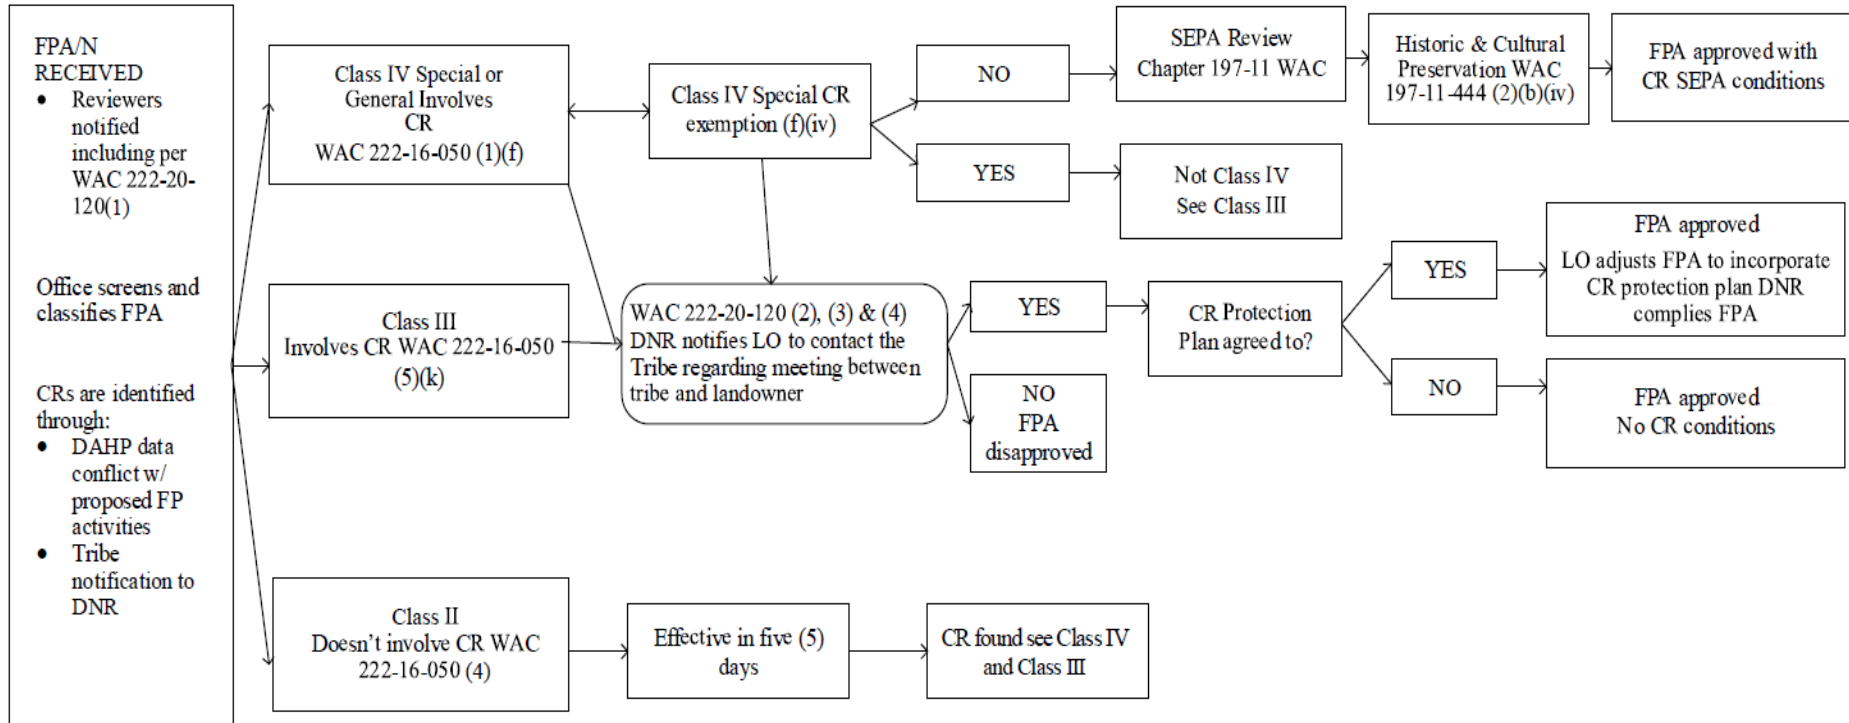 FPA/N
RECEIVED
• Reviewers
notified
including per
WAC 222-20-
120(1)
Office screens and
classifies FPA
CRs are identified
through:
• DAHP data
conflict w/
proposed FP
activities
• Tribe
notification to
DNR
Class IV Special or
General Involves
CR
WAC 222-16-050 (1)(f)
Class IV Special CR
exemption (f)(iv)
NO
SEPA Review
Chapter 197-11 WAC
Historic & Cultural
Preservation WAC
197-11-444 (2)(b)(iv)
FPA approved with
CR SEPA conditions
YES
Not Class IV
See Class III
Class III
Involves CR WAC 222-16-050
(5)(k)
WAC 222-20-120 (2), (3) & (4)
DNR notifies LO to contact the
Tribe regarding meeting between
tribe and landowner
YES
CR Protection
Plan agreed to?
YES
FPA approved
LO adjusts FPA to incorporate
CR protection plan DNR
complies FPA
NO
FPA
disapproved
NO
FPA approved
No CR conditions
Class II
Doesn't involve CR WAC
222-16-050 (4)
Effective in five (5)
days
CR found see Class IV
and Class III